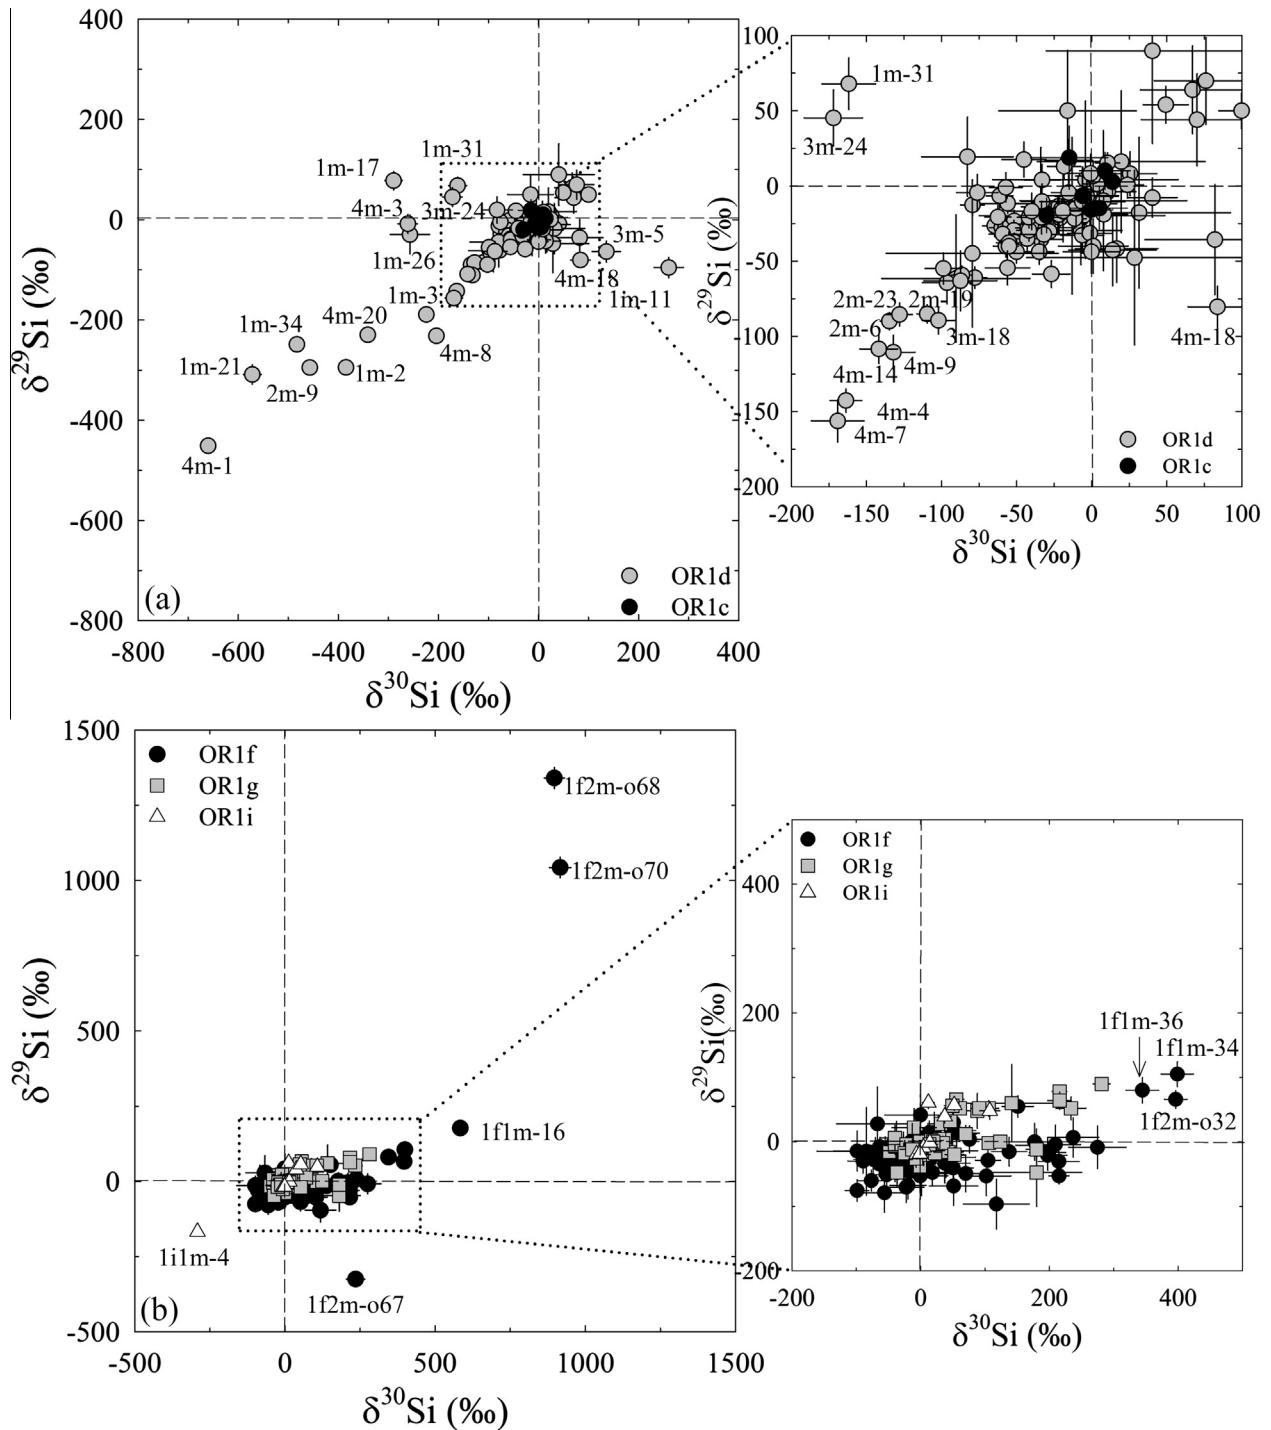 400
200
0
-200
-400
-600
-800
δ29Si (‰)
1m-17
1m-31
4m-3
3m-24
1m-26
3m-5
4m-18
1m-11
1m-3
4m-20
1m-34
4m-8
1m-21
1m-2
2m-9
4m-1
OR1d
OR1c
(a)
-800 -600 -400 -200 0 200 400
δ30Si (‰)
100
50
0
-50
-100
-150
-200
δ29Si (‰)
1m-31
3m-24
2m-23 2m-19
2m-6
3m-18
4m-18
4m-9
4m-14
4m-4
4m-7
OR1d
OR1c
-200 -150 -100 -50 0 50 100
δ30Si (‰)
1500
1000
500
0
-500
δ29Si (‰)
OR1f
OR1g
OR1i
1f2m-o68
1f2m-o70
1f1m-16
1i1m-4
1f2m-o67
(b)
-500 0 500 1000 1500
δ30Si (‰)
400
200
0
-200
δ29Si(‰)
OR1f
OR1g
OR1i
1f1m-36
1f1m-34
1f2m-o32
-200 0 200 400
δ30Si (‰)